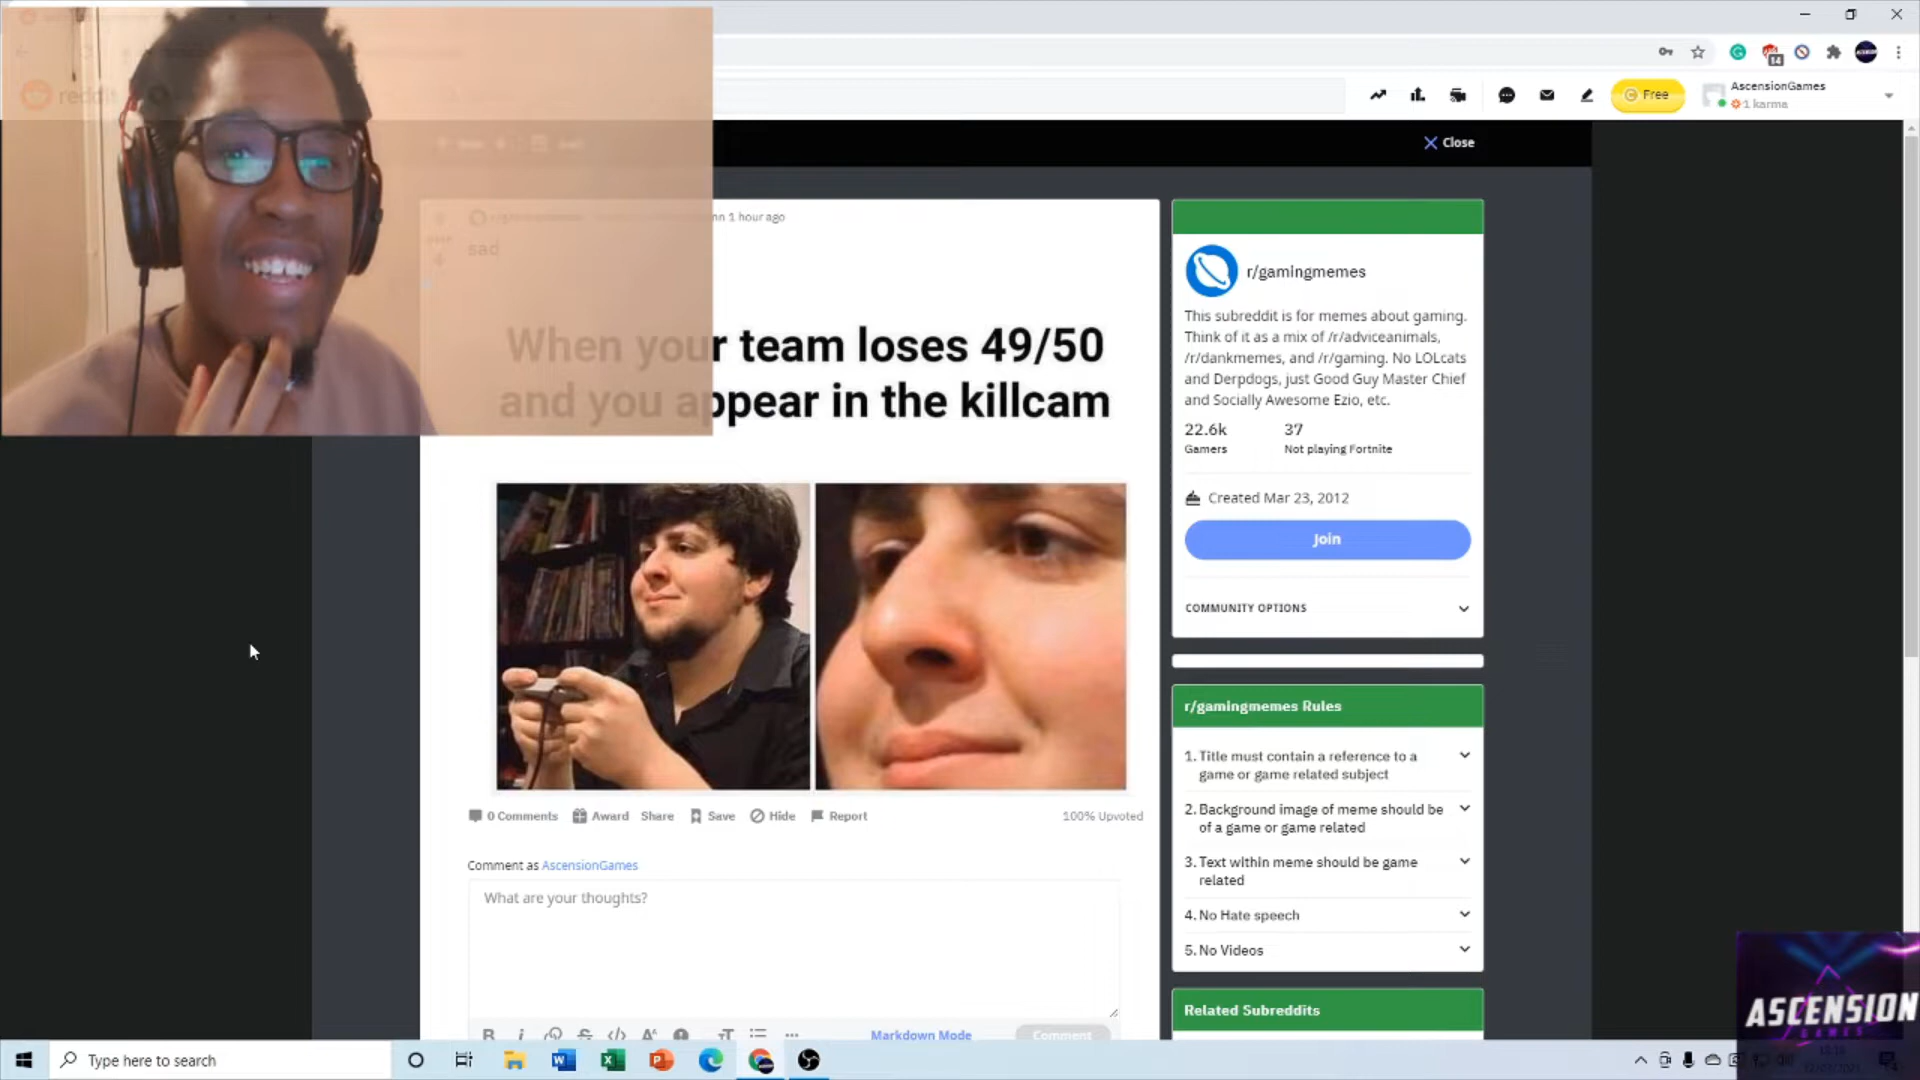 reddit
Free
AscensionGames
1 karma
Close
1 hour ago
sad
When your team loses 49/50
and you appear in the killcam
0 Comments
Award
Share
Save
Hide
Report
100% Upvoted
Comment as AscensionGames
What are your thoughts?
Markdown Mode
Comment
r/gamingmemes
This subreddit is for memes about gaming.
Think of it as a mix of /r/adviceanimals,
/r/dankmemes, and /r/gaming. No LOLcats
and Derpdogs, just Good Guy Master Chief
and Socially Awesome Ezio, etc.
22.6k
37
Gamers
Not playing Fortnite
Created Mar 23, 2012
Join
COMMUNITY OPTIONS
r/gamingmemes Rules
1. Title must contain a reference to a
game or game related subject
2. Background image of meme should be
of a game or game related
3. Text within meme should be game
related
4. No Hate speech
5. No Videos
Related Subreddits
ASCENSION
GAMES
Type here to search